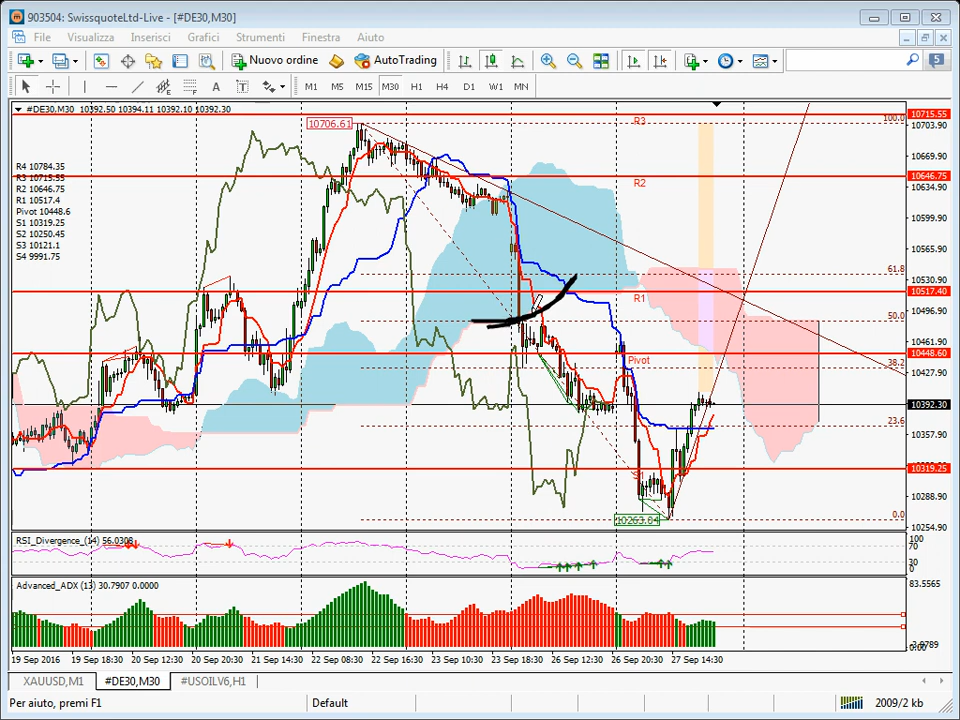 903504: SwissquoteLtd-Live - [#DE30,M30]
File Visualizza Inserisci Grafici Strumenti Finestra Aiuto
Nuovo ordine AutoTrading 5
A T M1 M5 M15 M30 H1 H4 D1 W1 MN
#DE30,M30 10392.50 10394.11 10392.10 10392.30
R4 10784.35
R3 10715.55
R2 10646.75
R1 10517.4
Pivot 10448.6
S1 10319.25
S2 10250.45
S3 10121.1
S4 9991.75
10706.61
10263.04
R3
R2
R1
Pivot
S1
100.0
61.8
50.0
38.2
23.6
0.0
10715.55
10703.90
10669.90
10646.75
10634.90
10599.90
10565.90
10530.90
10517.40
10496.90
10461.90
10448.60
10427.90
10392.30
10357.90
10319.25
10288.90
10254.90
RSI_Divergence_(14) 56.0308
100
70
30
0
Advanced_ADX (13) 30.7907 0.0000
83.5565
19 Sep 2016 19 Sep 18:30 20 Sep 12:30 20 Sep 20:30 21 Sep 14:30 22 Sep 08:30 22 Sep 16:30 23 Sep 10:30 23 Sep 18:30 26 Sep 12:30 26 Sep 20:30 27 Sep 14:30
XAUUSD,M1 #DE30,M30 #USOILV6,H1
Per aiuto, premi F1 Default 2009/2 kb